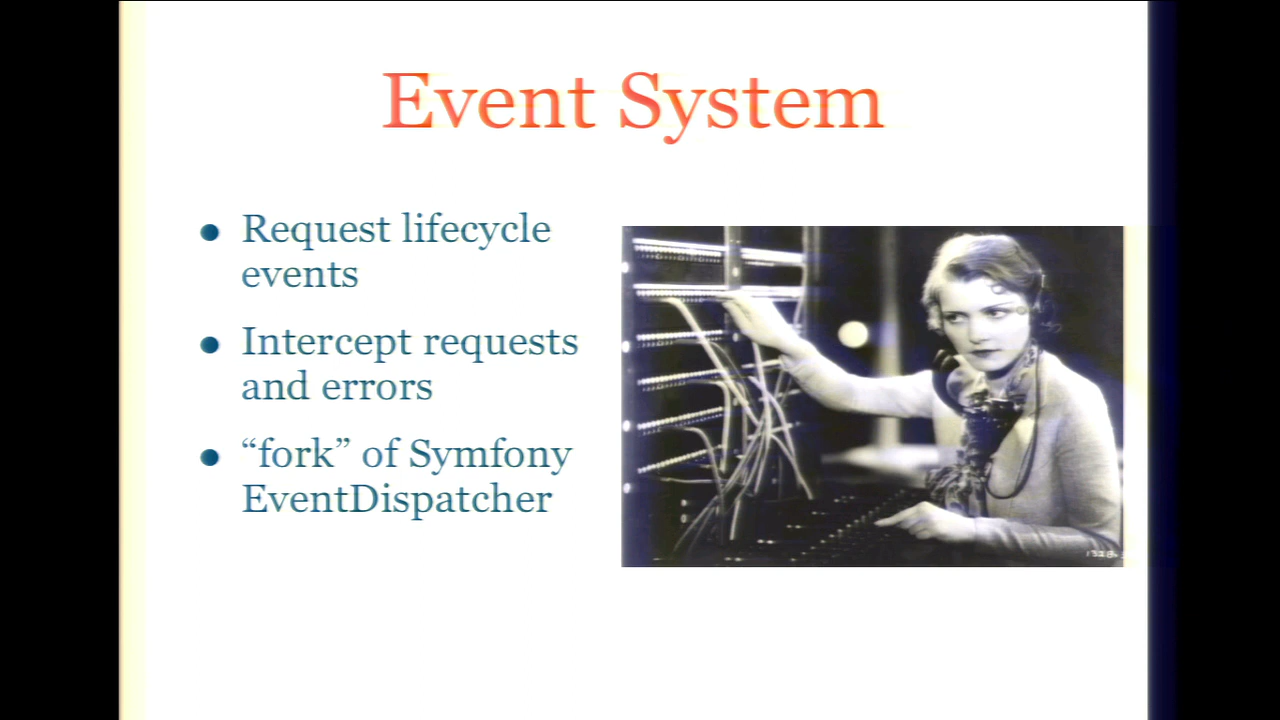 Event System
● Request lifecycle
events
● Intercept requests
and errors
● “fork” of Symfony
EventDispatcher